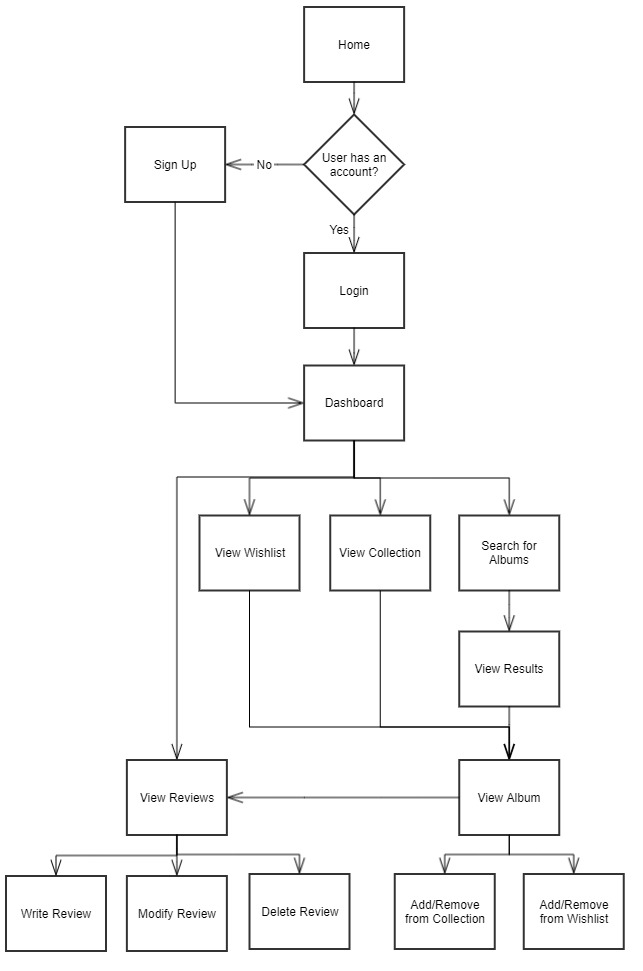 Home
User has an
account?
No
Sign Up
Yes
Login
Dashboard
View Wishlist
View Collection
Search for
Albums
View Results
View Reviews
View Album
Write Review
Modify Review
Delete Review
Add/Remove
from Collection
Add/Remove
from Wishlist